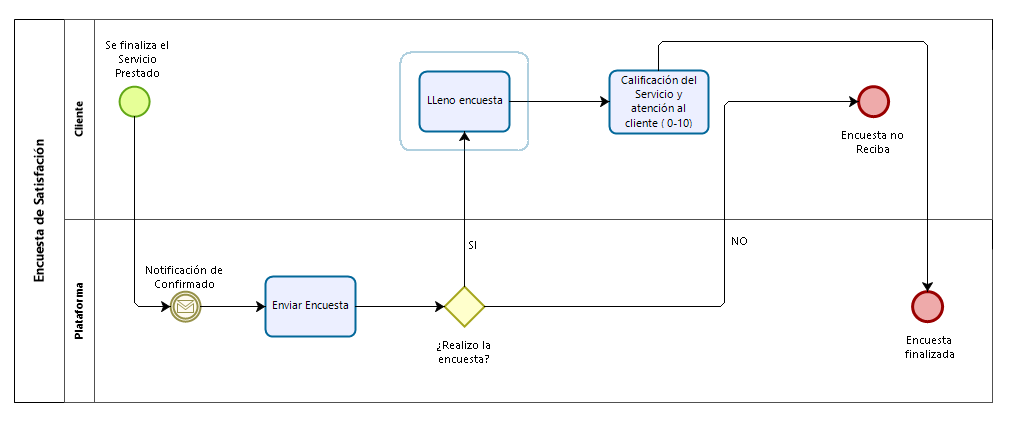 Encuesta de Satisfacción
Cliente
Se finaliza el
Servicio
Prestado
LLeno encuesta
Calificación del
Servicio y
atención al
cliente ( 0-10)
Encuesta no
Reciba
Plataforma
Notificación de
Confirmado
Enviar Encuesta
SI
¿Realizo la
encuesta?
NO
Encuesta
finalizada